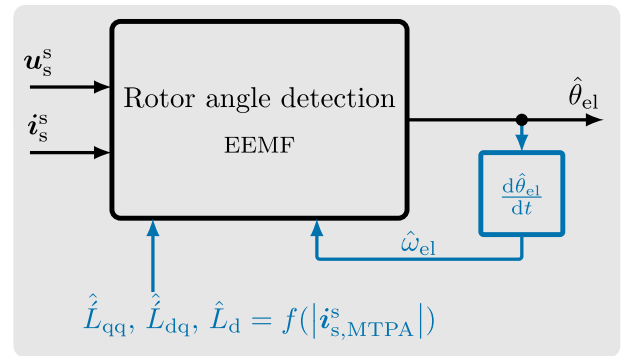 u_s^s
i_s^s
Rotor angle detection
EEMF
θ̂_el
dθ̂_el/dt
ω̂_el
L̂́_qq, L̂́_dq, L̂_d = f(|i_s,MTPA^s|)